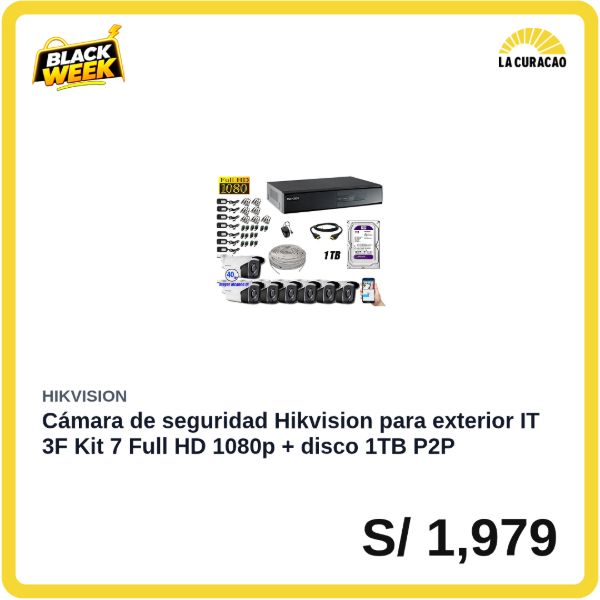 BLACK
WEEK
LA CURACAO
Full HD
1080
1 TB
40
HIKVISION
Cámara de seguridad Hikvision para exterior IT
3F Kit 7 Full HD 1080p + disco 1TB P2P
S/ 1,979